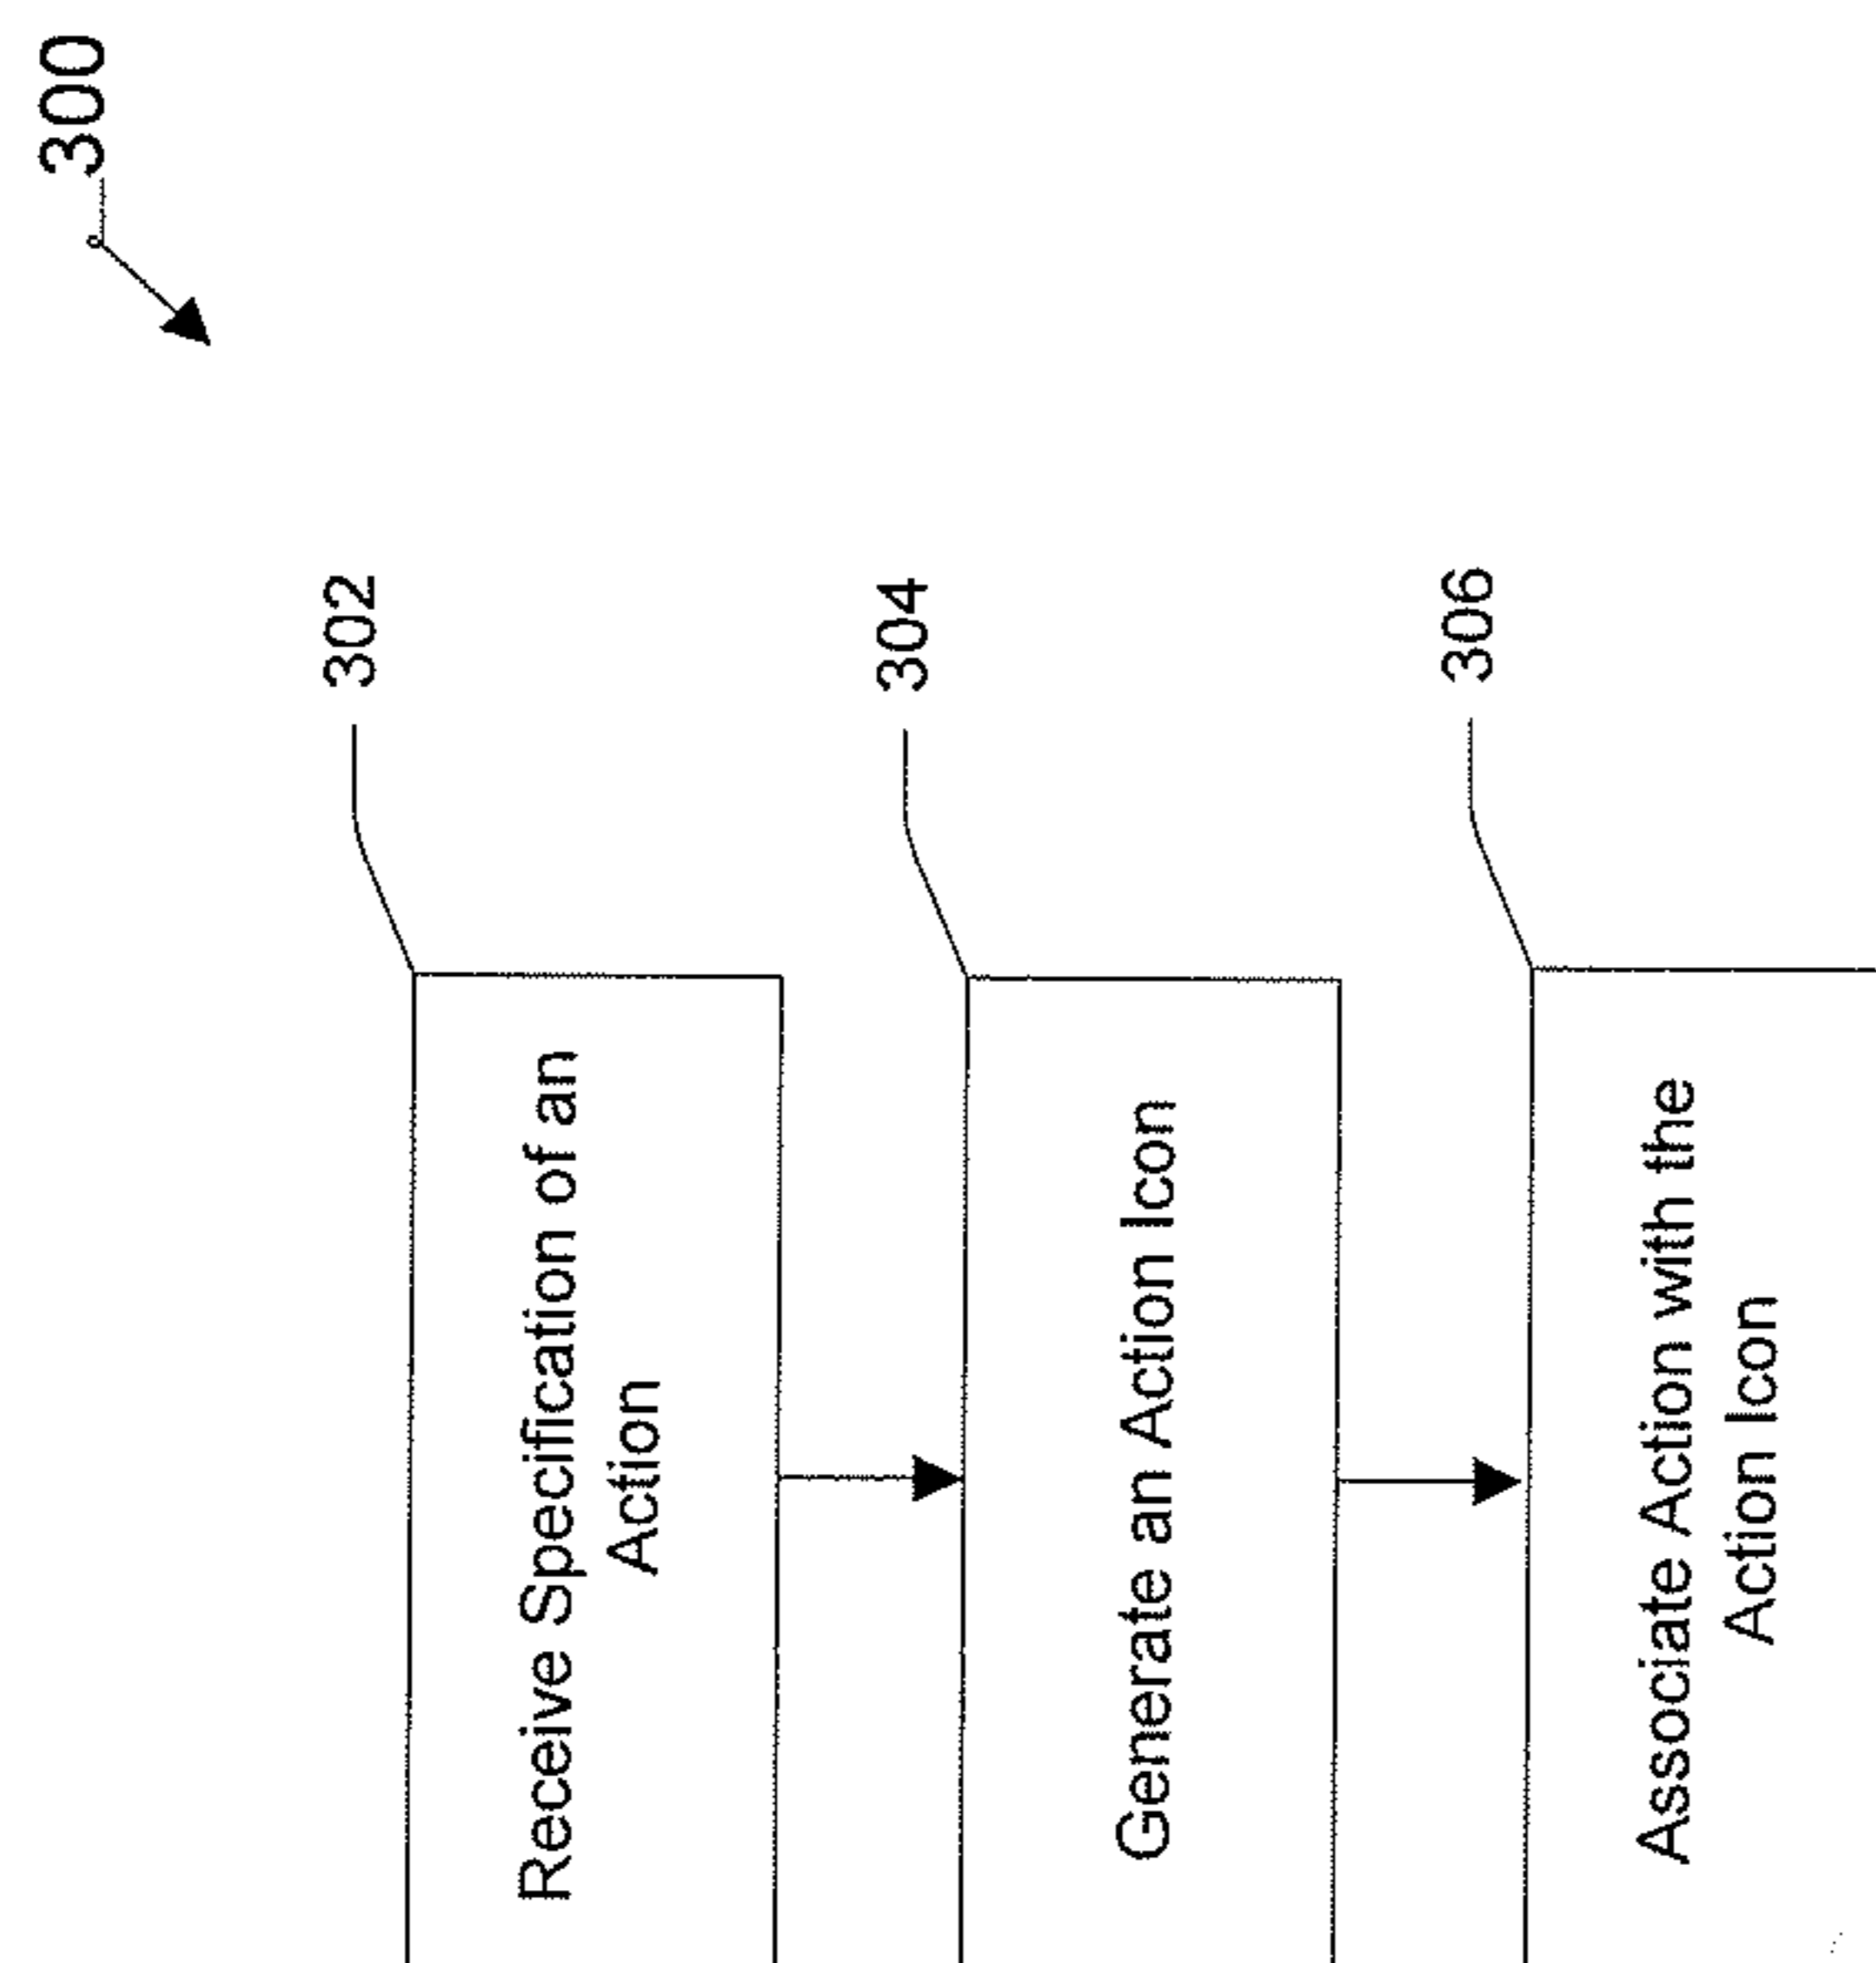 300
302
Receive Specification of an
Action
304
Generate an Action Icon
306
Associate Action with the
Action Icon